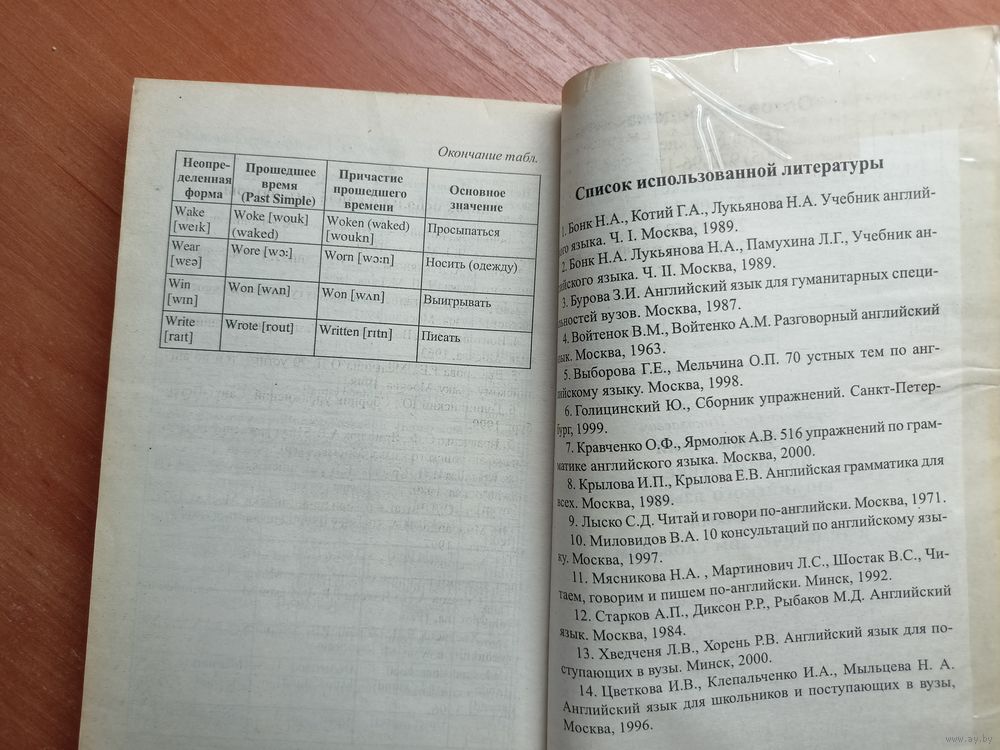 Окончание табл.
Неопре- Прошедшее Причастие Основное
деленная время прошедшего значение
форма (Past Simple) времени
Wake Woke [wouk] Woken (waked) Просыпаться
[weɪk] (waked) [woukn]
Wear Wore [wɔ:] Worn [wɔ:n] Носить (одежду)
[wɛə]
Win Won [wʌn] Won [wʌn] Выигрывать
[wɪn]
Write Wrote [rout] Written [rɪtn] Писать
[raɪt]
Список использованной литературы
1. Бонк Н.А., Котий Г.А., Лукьянова Н.А. Учебник англий-
го языка. Ч. I. Москва, 1989.
2. Бонк Н.А. Лукьянова Н.А., Памухина Л.Г., Учебник ан-
ийского языка. Ч. II. Москва, 1989.
3. Бурова З.И. Английский язык для гуманитарных специ-
льностей вузов. Москва, 1987.
4. Войтенок В.М., Войтенко А.М. Разговорный английский
язык. Москва, 1963.
5. Выборова Г.Е., Мельчина О.П. 70 устных тем по анг-
лийскому языку. Москва, 1998.
6. Голицинский Ю., Сборник упражнений. Санкт-Петер-
бург, 1999.
7. Кравченко О.Ф., Ярмолюк А.В. 516 упражнений по грам-
матике английского языка. Москва, 2000.
8. Крылова И.П., Крылова Е.В. Английская грамматика для
всех. Москва, 1989.
9. Лыско С.Д. Читай и говори по-английски. Москва, 1971.
10. Миловидов В.А. 10 консультаций по английскому язы-
ку. Москва, 1997.
11. Мясникова Н.А. , Мартинович Л.С., Шостак В.С., Чи-
таем, говорим и пишем по-английски. Минск, 1992.
12. Старков А.П., Диксон Р.Р., Рыбаков М.Д. Английский
язык. Москва, 1984.
13. Хведченя Л.В., Хорень Р.В. Английский язык для по-
ступающих в вузы. Минск, 2000.
14. Цветкова И.В., Клепальченко И.А., Мыльцева Н. А.
Английский язык для школьников и поступающих в вузы,
Москва, 1996.
www.ay.by